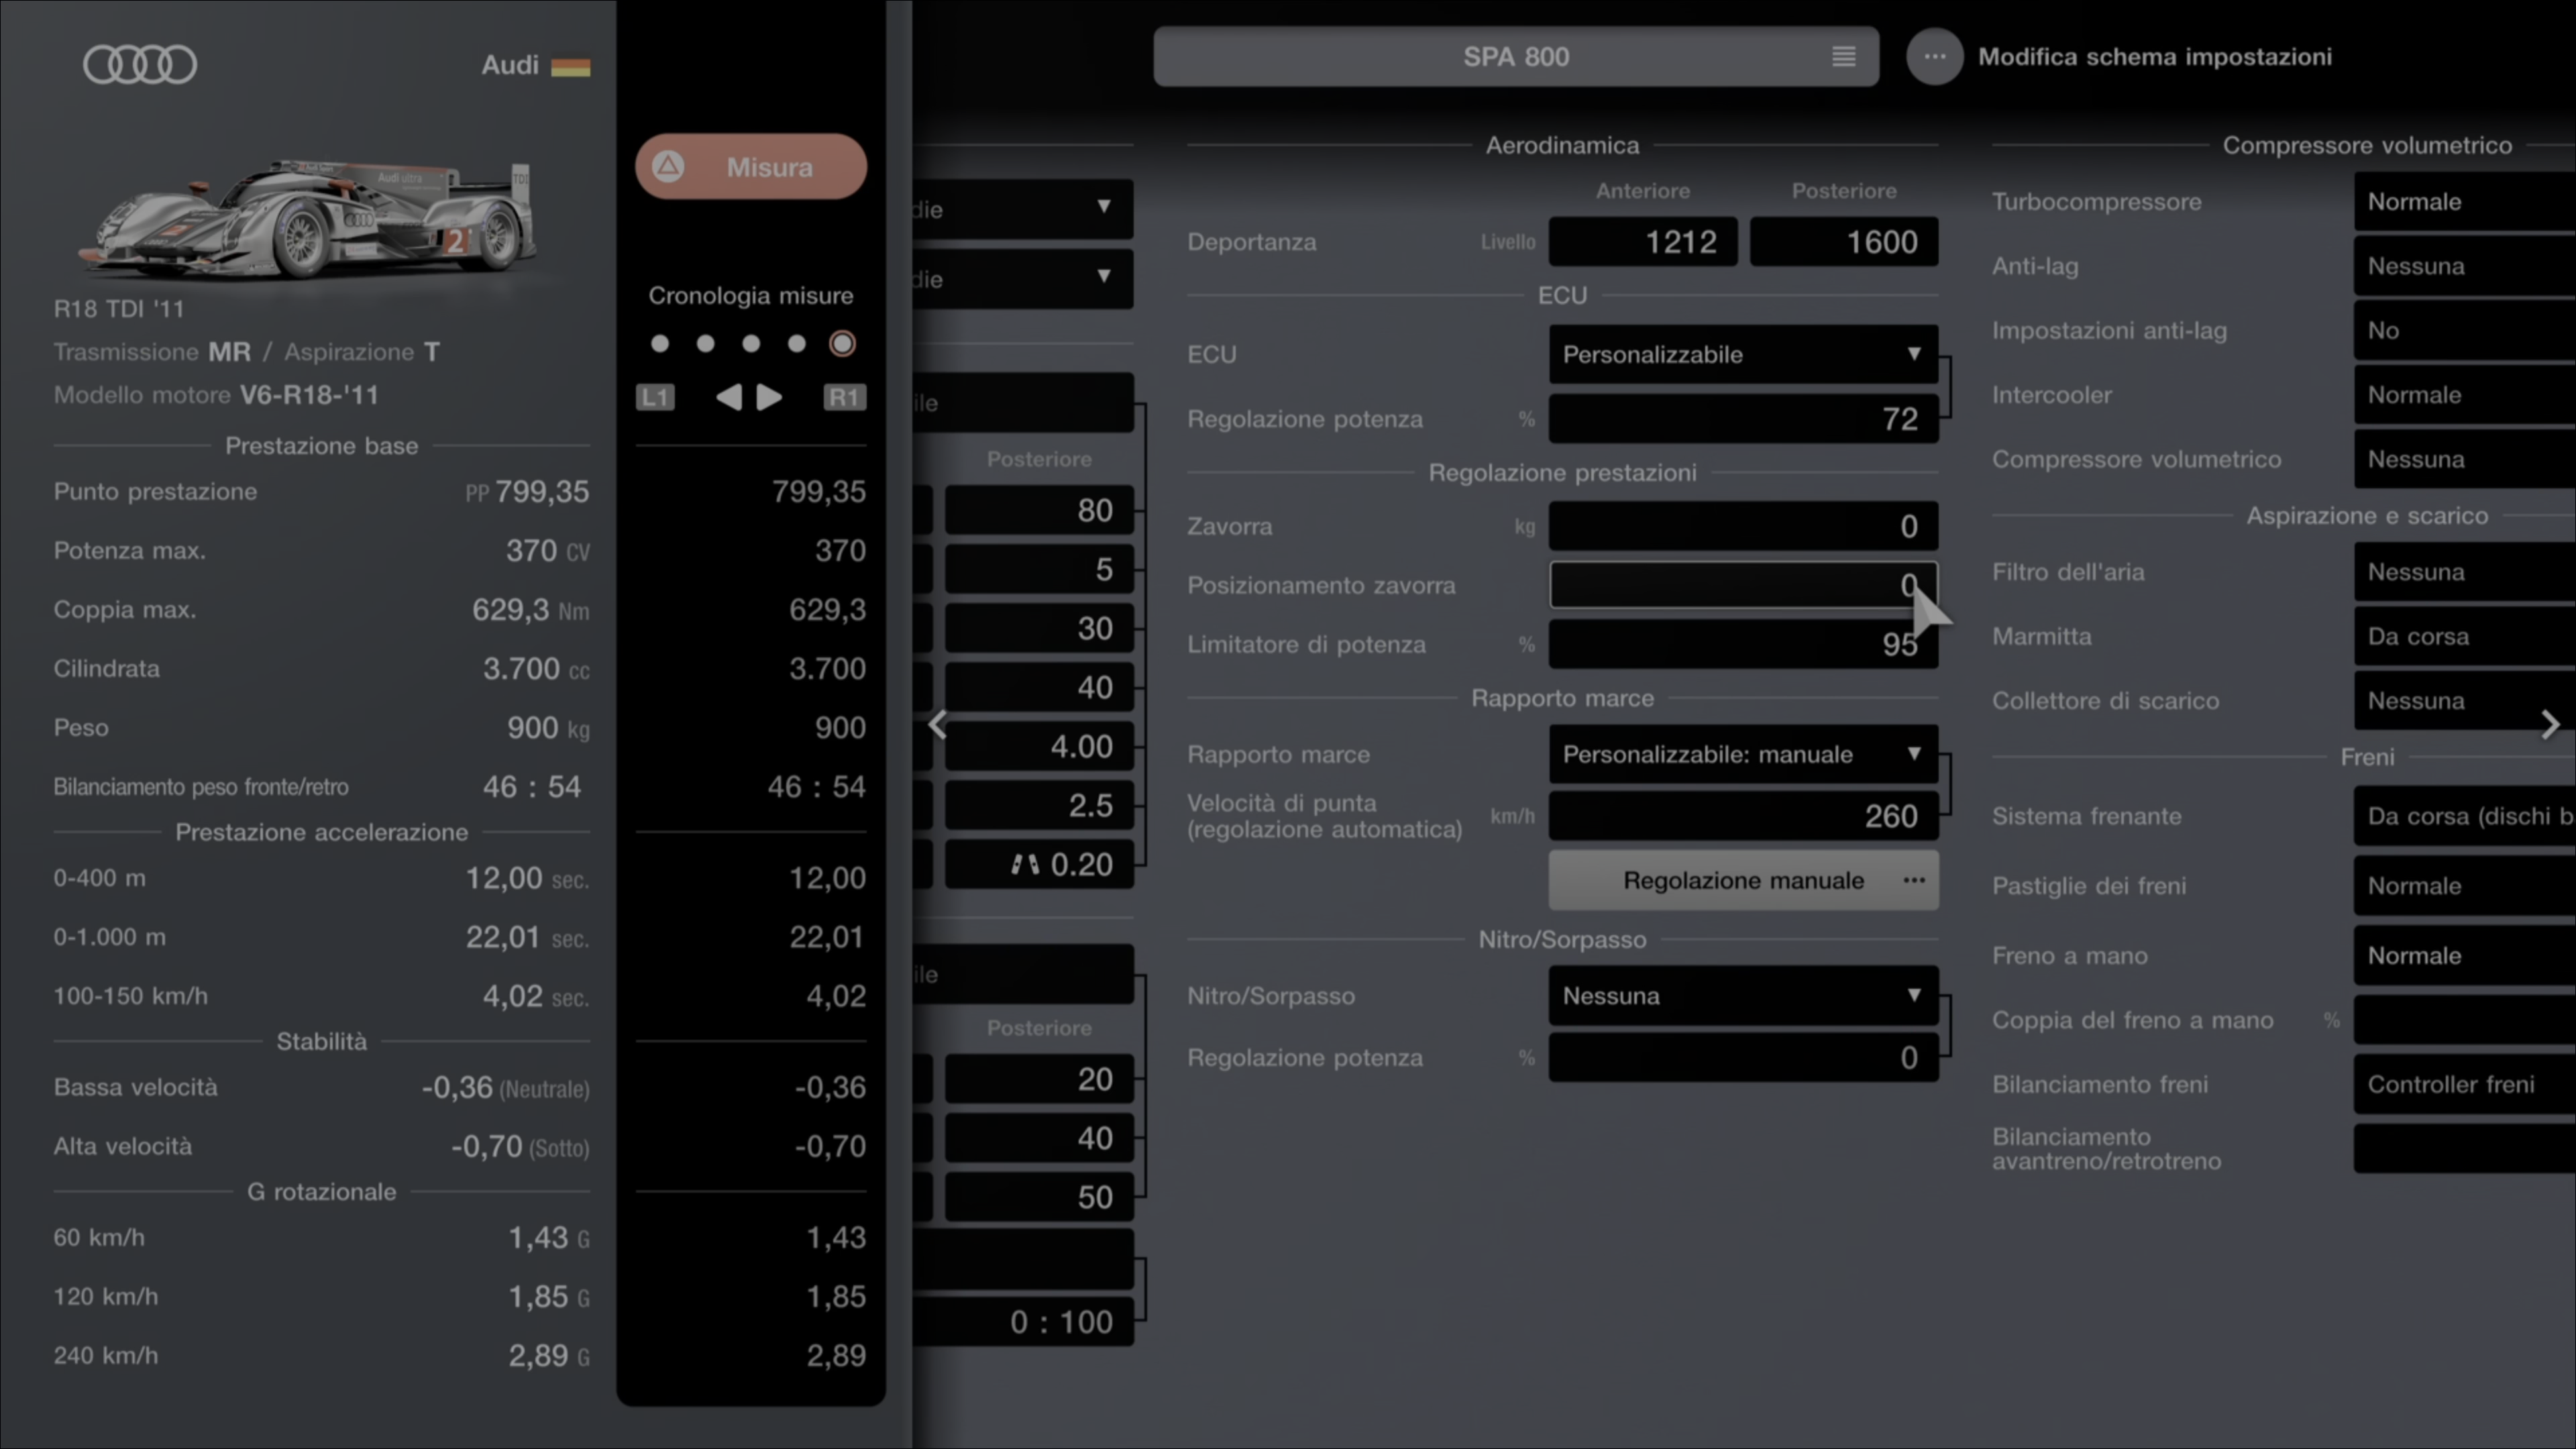 Audi
R18 TDI '11
Trasmissione MR / Aspirazione T
Modello motore V6-R18-'11
Prestazione base
Punto prestazione PP 799,35
Potenza max. 370 CV
Coppia max. 629,3 Nm
Cilindrata 3.700 cc
Peso 900 kg
Bilanciamento peso fronte/retro 46 : 54
Prestazione accelerazione
0-400 m 12,00 sec.
0-1.000 m 22,01 sec.
100-150 km/h 4,02 sec.
Stabilità
Bassa velocità -0,36 (Neutrale)
Alta velocità -0,70 (Sotto)
G rotazionale
60 km/h 1,43 G
120 km/h 1,85 G
240 km/h 2,89 G
Misura
Cronologia misure
L1 R1
799,35
370
629,3
3.700
900
46 : 54
12,00
22,01
4,02
-0,36
-0,70
1,43
1,85
2,89
SPA 800
Modifica schema impostazioni
die
die
ile
Posteriore
80
5
30
40
4.00
2.5
0.20
ile
Posteriore
20
40
50
0 : 100
Aerodinamica
Anteriore Posteriore
Deportanza Livello 1212 1600
ECU
ECU Personalizzabile
Regolazione potenza % 72
Regolazione prestazioni
Zavorra kg 0
Posizionamento zavorra 0
Limitatore di potenza % 95
Rapporto marce
Rapporto marce Personalizzabile: manuale
Velocità di punta
(regolazione automatica) km/h 260
Regolazione manuale
Nitro/Sorpasso
Nitro/Sorpasso Nessuna
Regolazione potenza % 0
Compressore volumetrico
Turbocompressore Normale
Anti-lag Nessuna
Impostazioni anti-lag No
Intercooler Normale
Compressore volumetrico Nessuna
Aspirazione e scarico
Filtro dell'aria Nessuna
Marmitta Da corsa
Collettore di scarico Nessuna
Freni
Sistema frenante Da corsa (dischi b
Pastiglie dei freni Normale
Freno a mano Normale
Coppia del freno a mano %
Bilanciamento freni Controller freni
Bilanciamento
avantreno/retrotreno